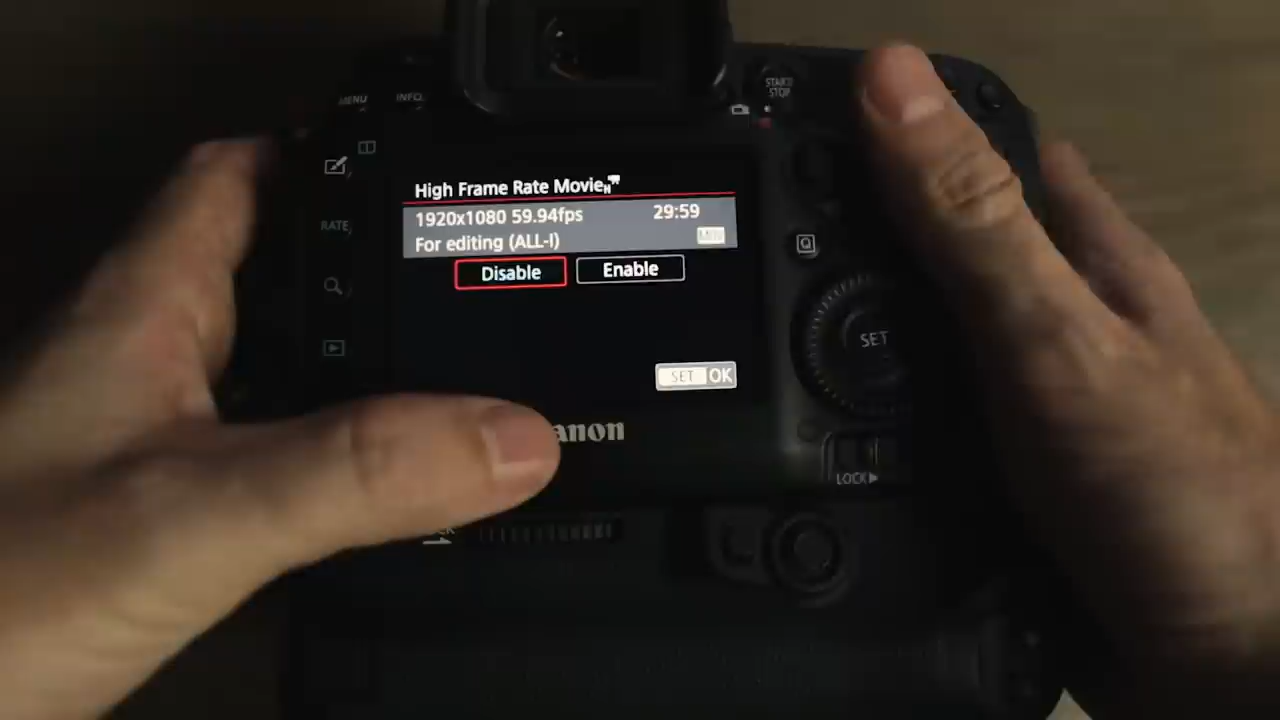 START/
STOP
MENU
INFO.
RATE
High Frame Rate Movie
1920x1080 59.94fps 29:59
For editing (ALL-I)
Disable Enable
Q
SET
SET OK
anon
LOCK▶